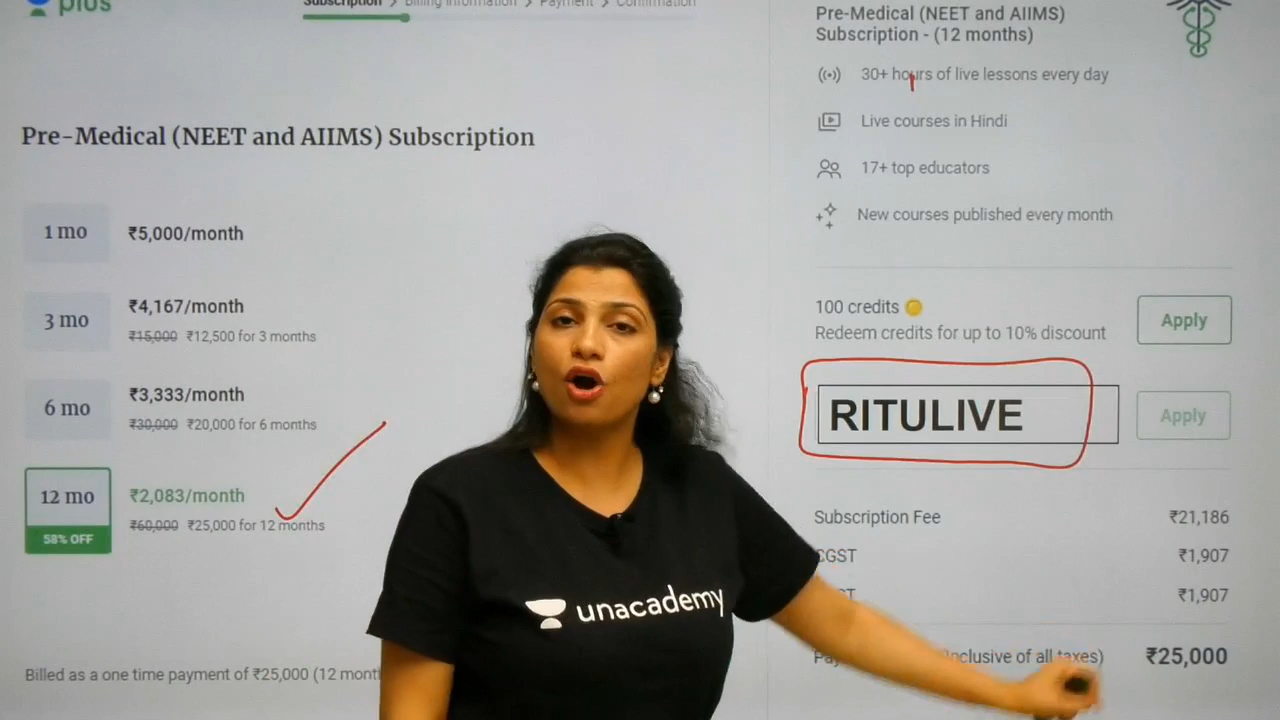 plus
Subscription > Billing Information > Payment > Confirmation
Pre-Medical (NEET and AIIMS) Subscription
1 mo
₹5,000/month
3 mo
₹4,167/month
₹15,000 ₹12,500 for 3 months
6 mo
₹3,333/month
₹30,000 ₹20,000 for 6 months
12 mo
58% OFF
₹2,083/month
₹60,000 ₹25,000 for 12 months
Billed as a one time payment of ₹25,000 (12 mont
Pre-Medical (NEET and AIIMS)
Subscription - (12 months)
30+ hours of live lessons every day
Live courses in Hindi
17+ top educators
New courses published every month
100 credits
Redeem credits for up to 10% discount
Apply
RITULIVE
Apply
Subscription Fee ₹21,186
CGST ₹1,907
₹1,907
(Inclusive of all taxes) ₹25,000
unacademy